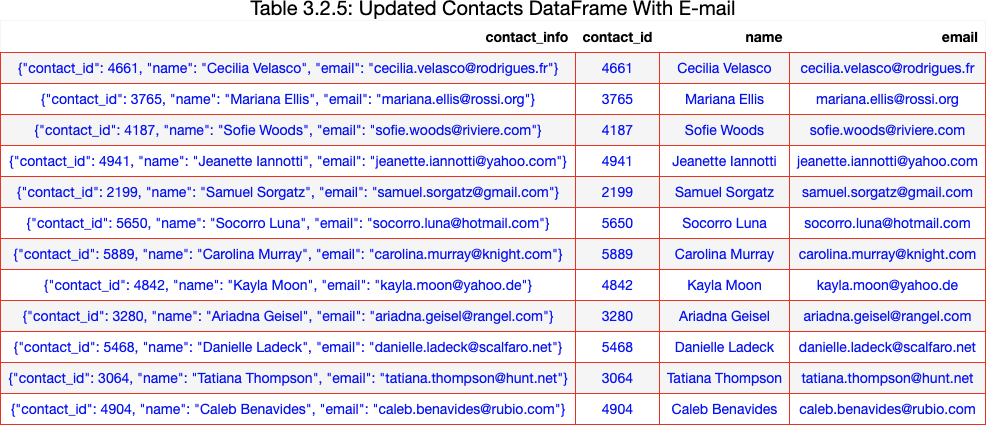 Table 3.2.5: Updated Contacts DataFrame With E-mail
contact_info contact_id name email
{"contact_id": 4661, "name": "Cecilia Velasco", "email": "cecilia.velasco@rodrigues.fr"} 4661 Cecilia Velasco cecilia.velasco@rodrigues.fr
{"contact_id": 3765, "name": "Mariana Ellis", "email": "mariana.ellis@rossi.org"} 3765 Mariana Ellis mariana.ellis@rossi.org
{"contact_id": 4187, "name": "Sofie Woods", "email": "sofie.woods@riviere.com"} 4187 Sofie Woods sofie.woods@riviere.com
{"contact_id": 4941, "name": "Jeanette Iannotti", "email": "jeanette.iannotti@yahoo.com"} 4941 Jeanette Iannotti jeanette.iannotti@yahoo.com
{"contact_id": 2199, "name": "Samuel Sorgatz", "email": "samuel.sorgatz@gmail.com"} 2199 Samuel Sorgatz samuel.sorgatz@gmail.com
{"contact_id": 5650, "name": "Socorro Luna", "email": "socorro.luna@hotmail.com"} 5650 Socorro Luna socorro.luna@hotmail.com
{"contact_id": 5889, "name": "Carolina Murray", "email": "carolina.murray@knight.com"} 5889 Carolina Murray carolina.murray@knight.com
{"contact_id": 4842, "name": "Kayla Moon", "email": "kayla.moon@yahoo.de"} 4842 Kayla Moon kayla.moon@yahoo.de
{"contact_id": 3280, "name": "Ariadna Geisel", "email": "ariadna.geisel@rangel.com"} 3280 Ariadna Geisel ariadna.geisel@rangel.com
{"contact_id": 5468, "name": "Danielle Ladeck", "email": "danielle.ladeck@scalfaro.net"} 5468 Danielle Ladeck danielle.ladeck@scalfaro.net
{"contact_id": 3064, "name": "Tatiana Thompson", "email": "tatiana.thompson@hunt.net"} 3064 Tatiana Thompson tatiana.thompson@hunt.net
{"contact_id": 4904, "name": "Caleb Benavides", "email": "caleb.benavides@rubio.com"} 4904 Caleb Benavides caleb.benavides@rubio.com